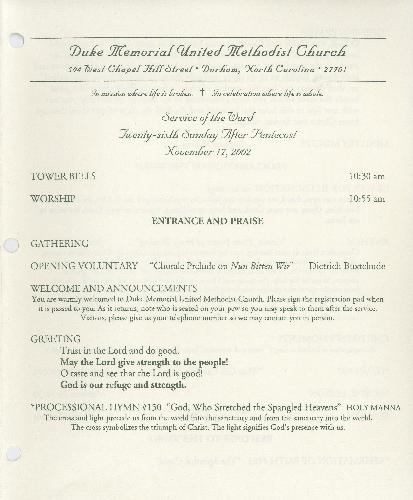 Duke Memorial United Methodist Church
504 West Chapel Hill Street * Durham, North Carolina * 27701
In mission where life is broken. † In celebration where life is whole.
Service of the Word
Twenty-sixth Sunday After Pentecost
November 17, 2002
TOWER BELLS 10:30 am
WORSHIP 10:55 am
ENTRANCE AND PRAISE
GATHERING
OPENING VOLUNTARY "Chorale Prelude on Nun Bitten Wir" Dietrich Buxtehude
WELCOME AND ANNOUNCEMENTS
You are warmly welcomed to Duke Memorial United Methodist Church. Please sign the registration pad when
it is passed to you. As it returns, note who is seated on your pew so you may speak to them after the service.
Visitors, please give us your telephone number so we may contact you in person.
GREETING
Trust in the Lord and do good.
May the Lord give strength to the people!
O taste and see that the Lord is good!
God is our refuge and strength.
*PROCESSIONAL HYMN #150 "God, Who Stretched the Spangled Heavens" HOLY MANNA
The cross and light precede us from the world into the sanctuary and from the sanctuary into the world.
The cross symbolizes the triumph of Christ. The light signifies God's presence with us.